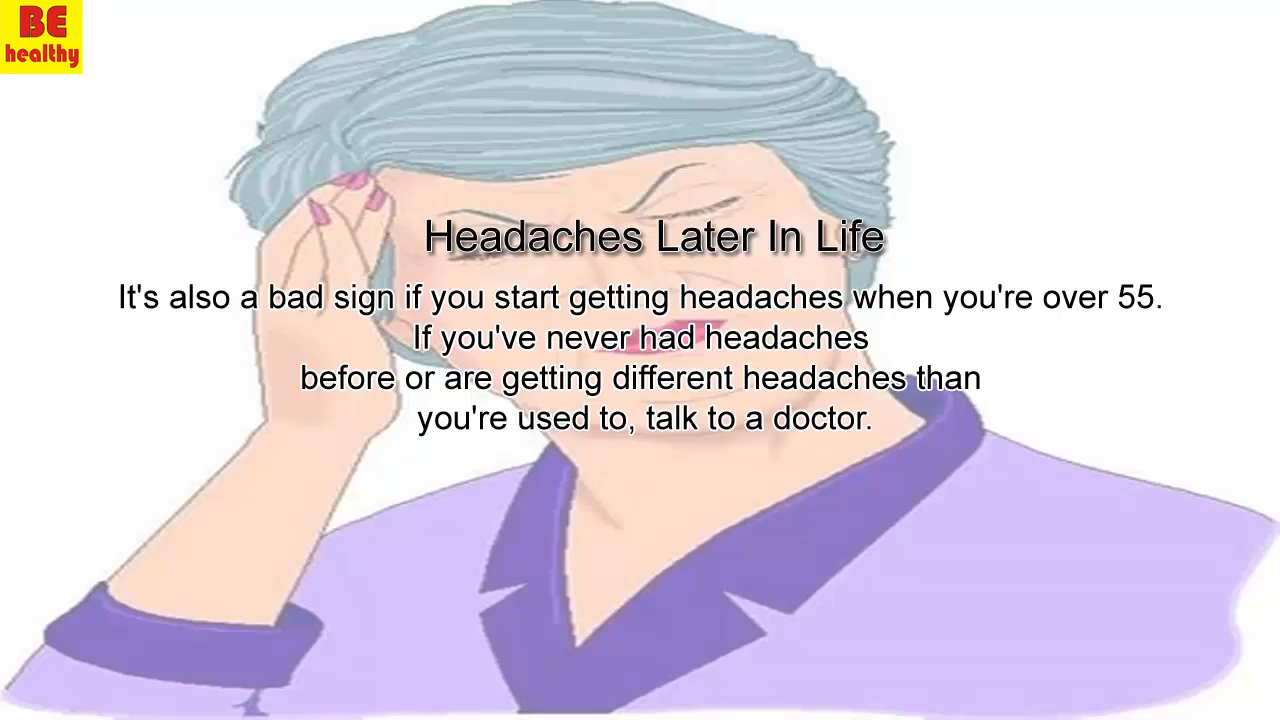 BE
healthy
Headaches Later In Life
It's also a bad sign if you start getting headaches when you're over 55.
If you've never had headaches
before or are getting different headaches than
you're used to, talk to a doctor.